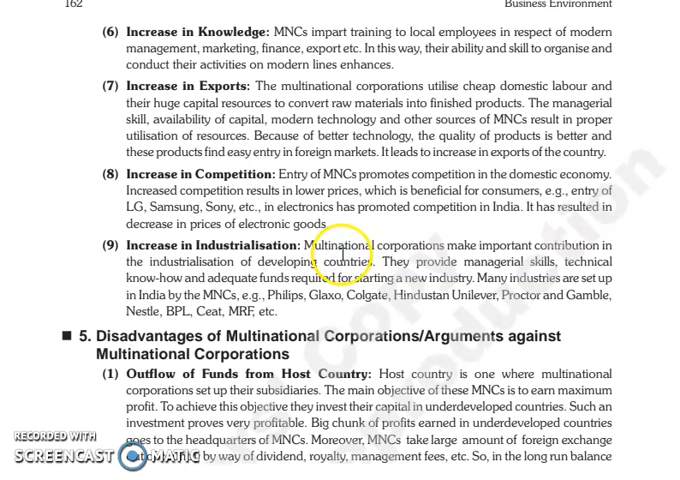 162
Business Environment
(6) Increase in Knowledge: MNCs impart training to local employees in respect of modern
management, marketing, finance, export etc. In this way, their ability and skill to organise and
conduct their activities on modern lines enhances.
(7) Increase in Exports: The multinational corporations utilise cheap domestic labour and
their huge capital resources to convert raw materials into finished products. The managerial
skill, availability of capital, modern technology and other sources of MNCs result in proper
utilisation of resources. Because of better technology, the quality of products is better and
these products find easy entry in foreign markets. It leads to increase in exports of the country.
(8) Increase in Competition: Entry of MNCs promotes competition in the domestic economy.
Increased competition results in lower prices, which is beneficial for consumers, e.g., entry of
LG, Samsung, Sony, etc., in electronics has promoted competition in India. It has resulted in
decrease in prices of electronic goods
(9) Increase in Industrialisation: Multinational corporations make important contribution in
the industrialisation of developing countries. They provide managerial skills, technical
know-how and adequate funds required for starting a new industry. Many industries are set up
in India by the MNCs, e.g., Philips, Glaxo, Colgate, Hindustan Unilever, Proctor and Gamble,
Nestle, BPL, Ceat, MRF, etc.
5. Disadvantages of Multinational Corporations/Arguments against
Multinational Corporations
(1) Outflow of Funds from Host Country: Host country is one where multinational
corporations set up their subsidiaries. The main objective of these MNCs is to earn maximum
profit. To achieve this objective they invest their capital in underdeveloped countries. Such an
investment proves very profitable. Big chunk of profits earned in underdeveloped countries
goes to the headquarters of MNCs. Moreover, MNCs take large amount of foreign exchange
by way of dividend, royalty, management fees, etc. So, in the long run balance
RECORDED WITH
SCREENCAST MATIC